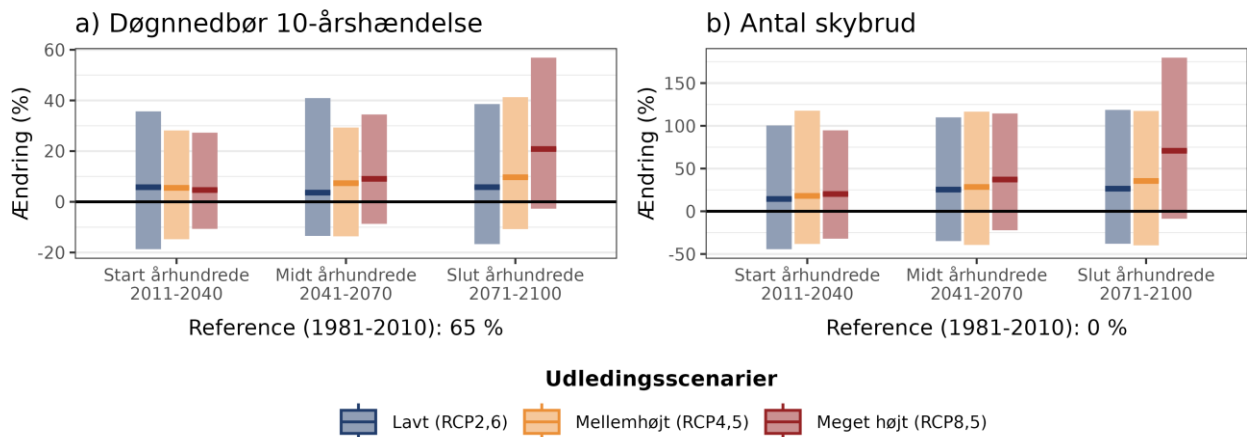 a) Døgnnedbør 10-årshændelse
b) Antal skybrud
Ændring (%)
60
40
20
0
-20
Start århundrede
2011-2040
Midt århundrede
2041-2070
Slut århundrede
2071-2100
Reference (1981-2010): 65 %
Ændring (%)
150
100
50
0
-50
Start århundrede
2011-2040
Midt århundrede
2041-2070
Slut århundrede
2071-2100
Reference (1981-2010): 0 %
Udledingsscenarier
Lavt (RCP2,6)
Mellemhøjt (RCP4,5)
Meget højt (RCP8,5)